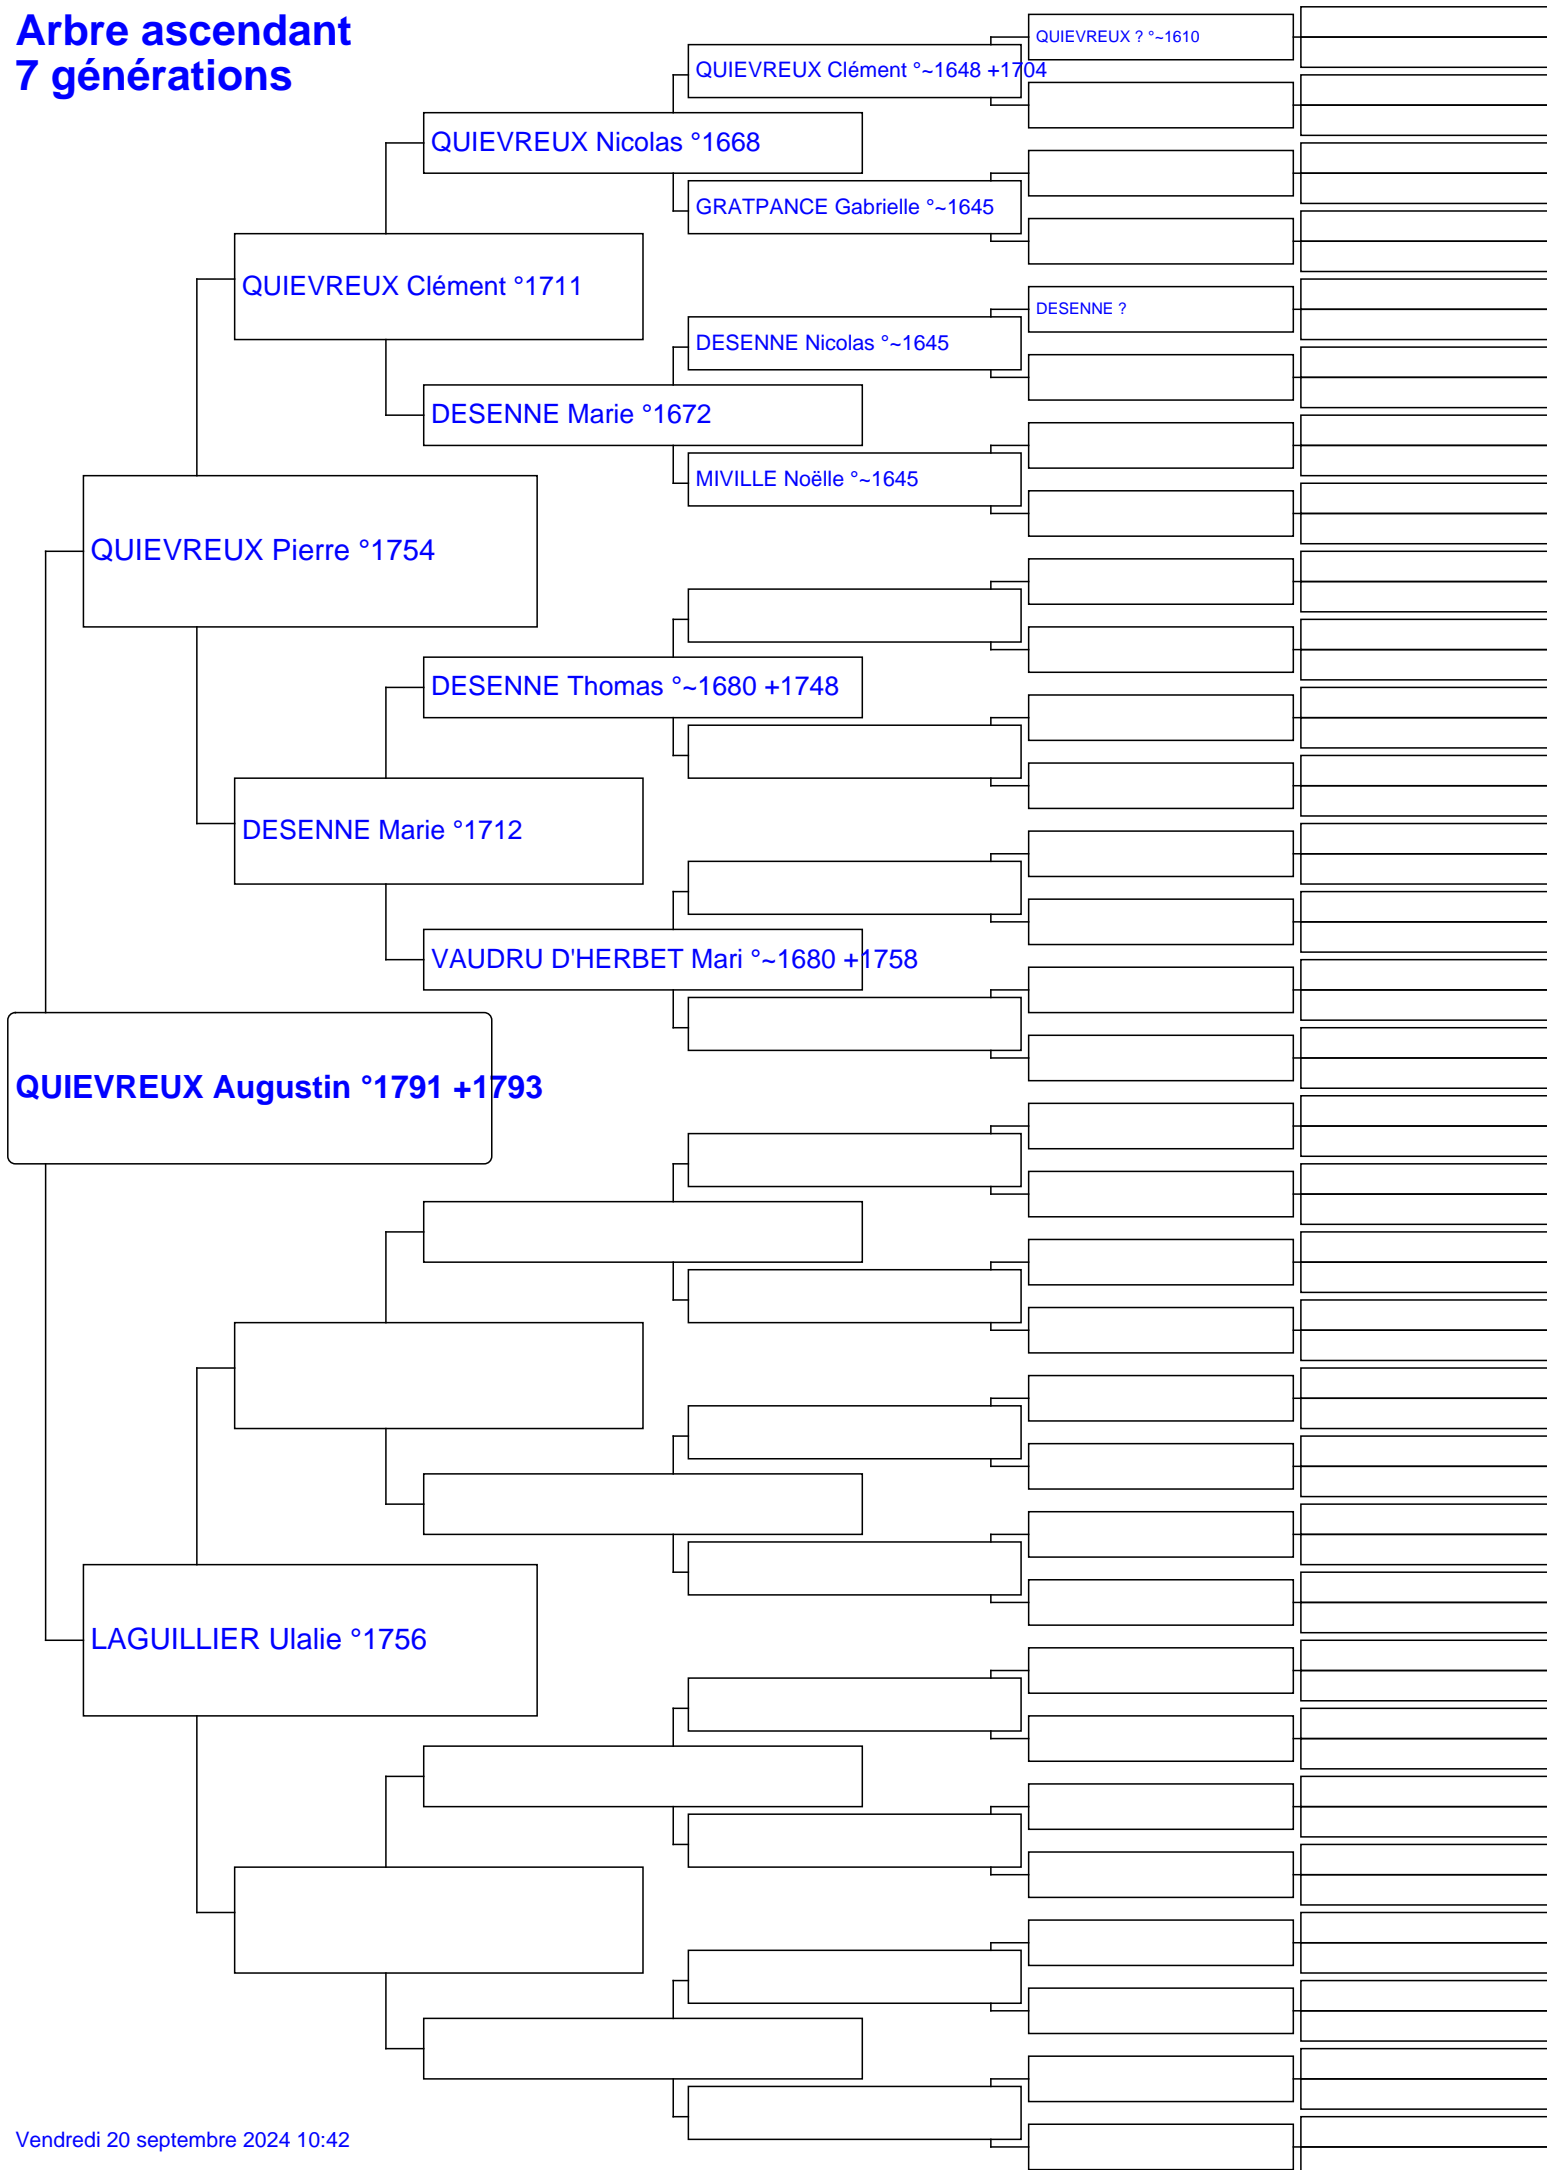 Arbre ascendant
7 générations
QUIEVREUX ? °~1610
QUIEVREUX Clément °~1648 +1704
QUIEVREUX Nicolas °1668
GRATPANCE Gabrielle °~1645
QUIEVREUX Clément °1711
DESENNE ?
DESENNE Nicolas °~1645
DESENNE Marie °1672
MIVILLE Noëlle °~1645
QUIEVREUX Pierre °1754
DESENNE Thomas °~1680 +1748
DESENNE Marie °1712
VAUDRU D'HERBET Mari °~1680 +1758
QUIEVREUX Augustin °1791 +1793
LAGUILLIER Ulalie °1756
Vendredi 20 septembre 2024 10:42